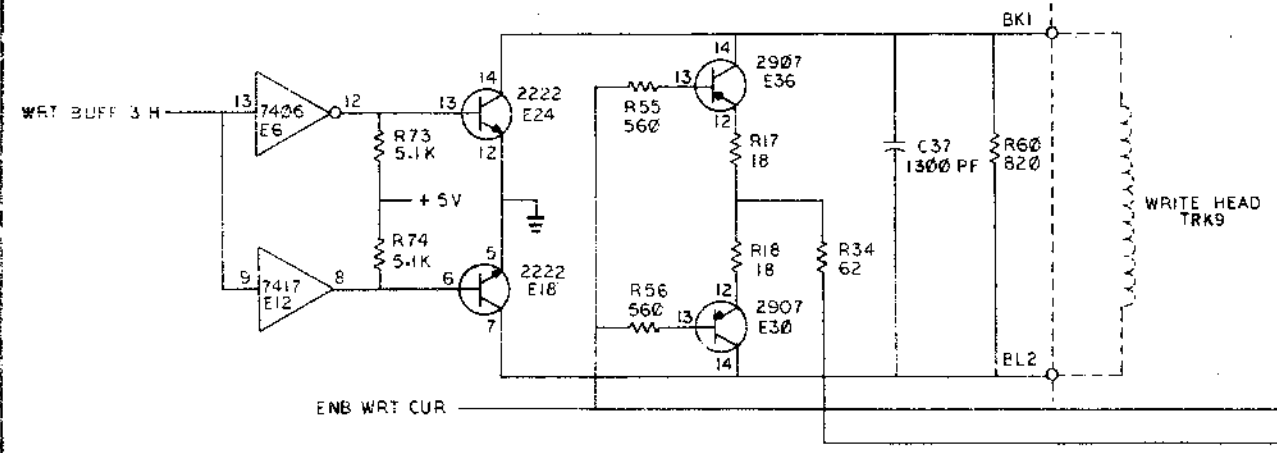 BK1
14
2907
E36
13
14
2222
E24
13
12
R55
560
12
WRT BUFF 3 H
13
7406
E6
12
R73
5.1K
12
R17
18
C37
1300 PF
R60
820
+5V
WRITE HEAD
TRK9
R74
5.1K
5
R18
18
R34
62
9
7417
E12
8
6
2222
E18
7
R56
560
12
2907
E30
13
14
BL2
ENB WRT CUR